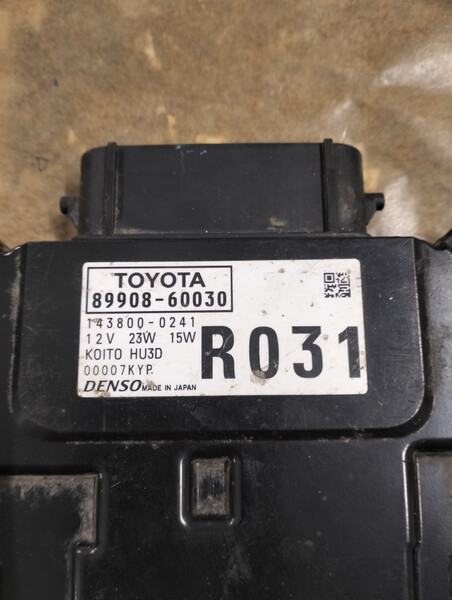 TOYOTA
89908-60030
143800-0241
12V 23W 15W
KOITO HU3D
00007KYP.
DENSO MADE IN JAPAN
R031